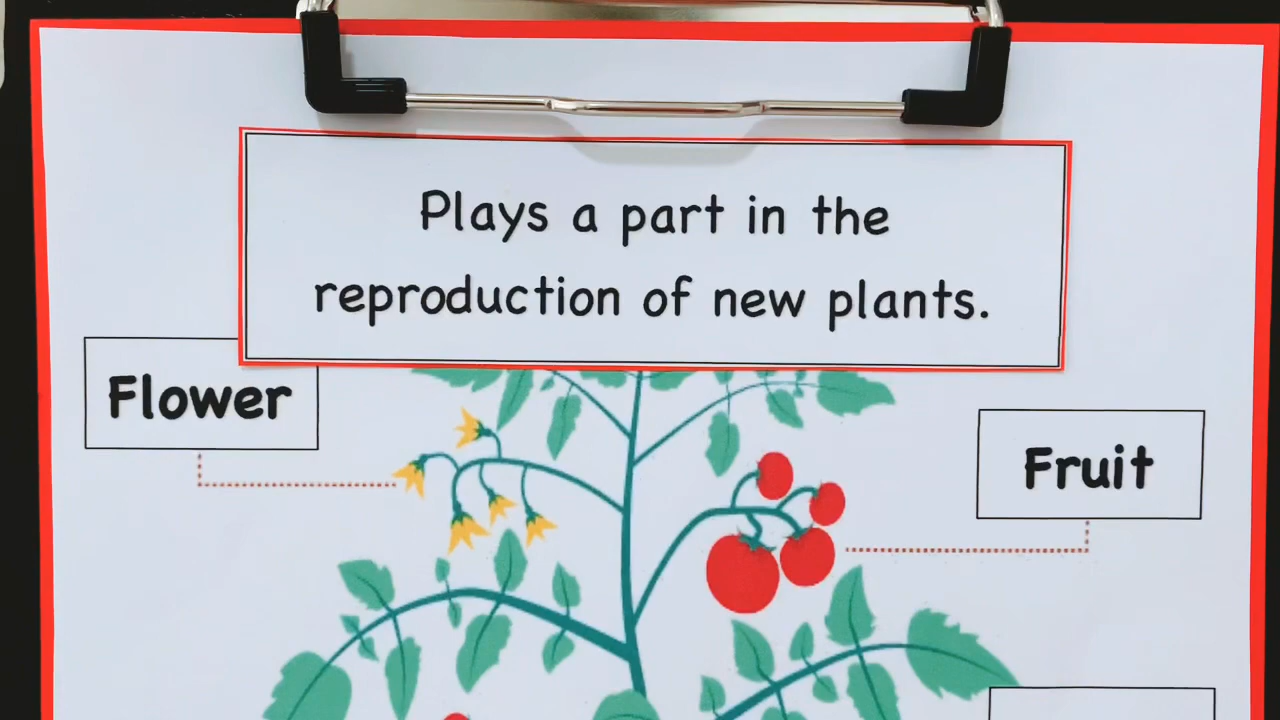 Plays a part in the
reproduction of new plants.
Flower
Fruit